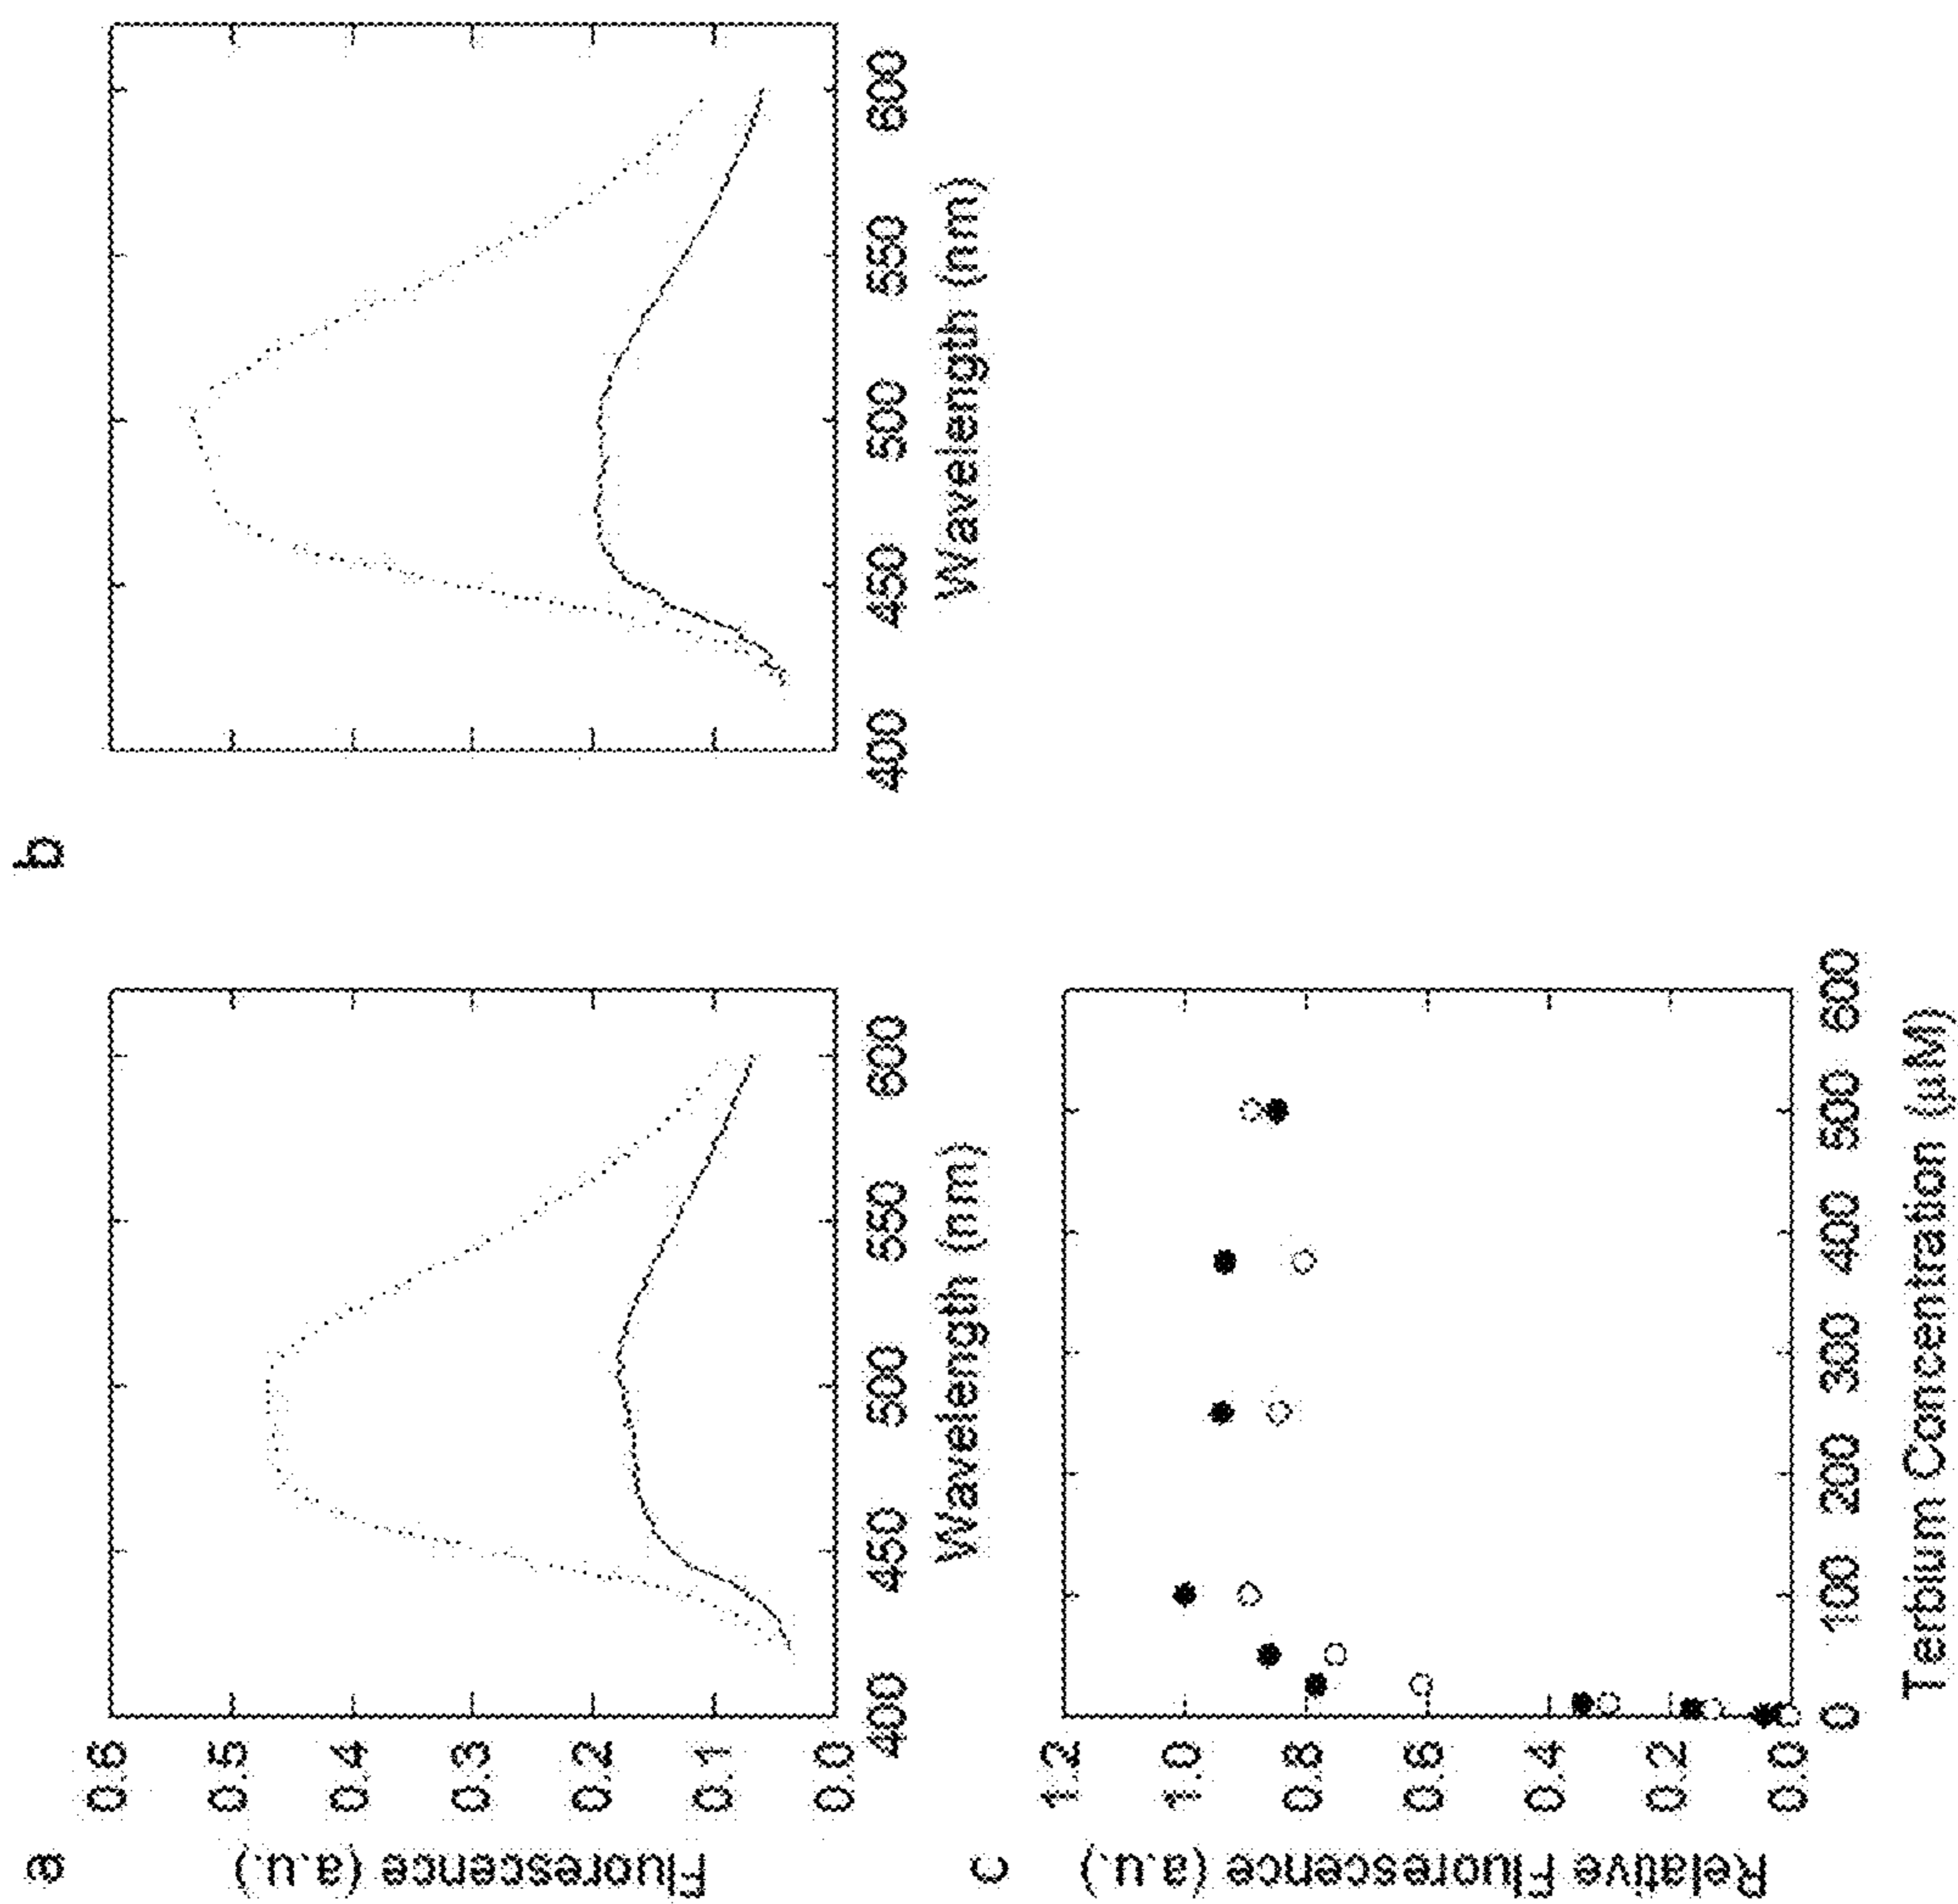 a
b
Fluorescence (a.u.)
0.6
0.5
0.4
0.3
0.2
0.1
0.0
400 450 500 550 600
Wavelength (nm)
400 450 500 550 600
Wavelength (nm)
c
Relative Fluorescence (a.u.)
1.2
1.0
0.8
0.6
0.4
0.2
0.0
0 100 200 300 400 500 600
Terbium Concentration (µM)